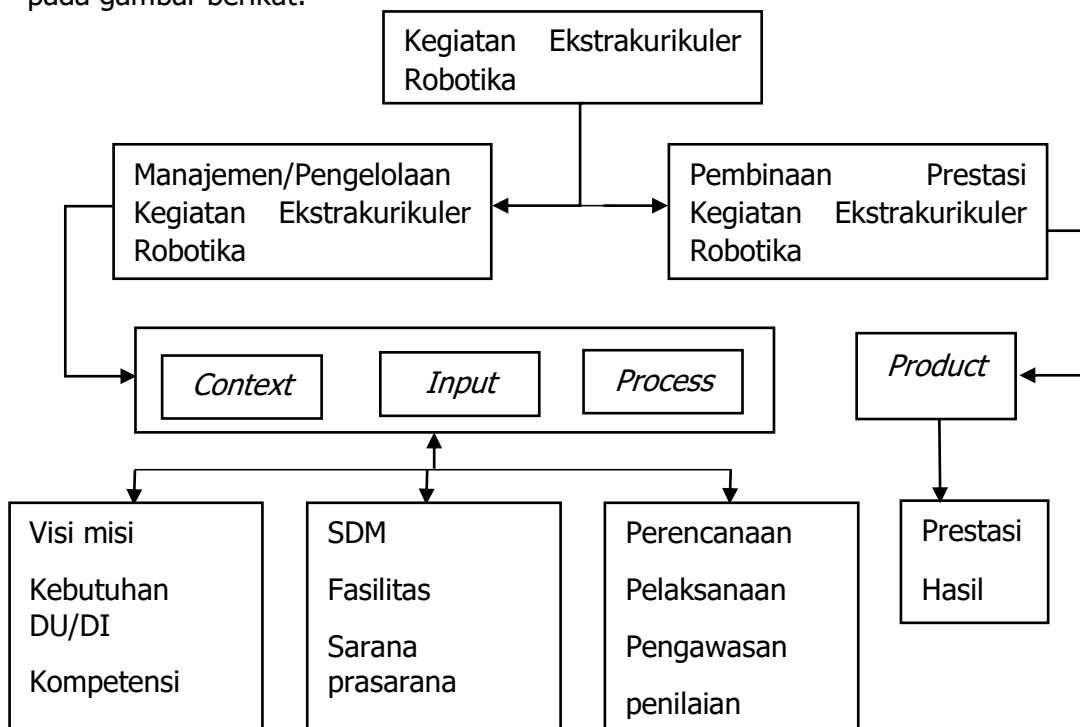 pada gambar berikut:
Kegiatan Ekstrakurikuler
Robotika
Manajemen/Pengelolaan
Kegiatan Ekstrakurikuler
Robotika
Pembinaan Prestasi
Kegiatan Ekstrakurikuler
Robotika
Context
Input
Process
Product
Visi misi
Kebutuhan
DU/DI
Kompetensi
SDM
Fasilitas
Sarana
prasarana
Perencanaan
Pelaksanaan
Pengawasan
penilaian
Prestasi
Hasil